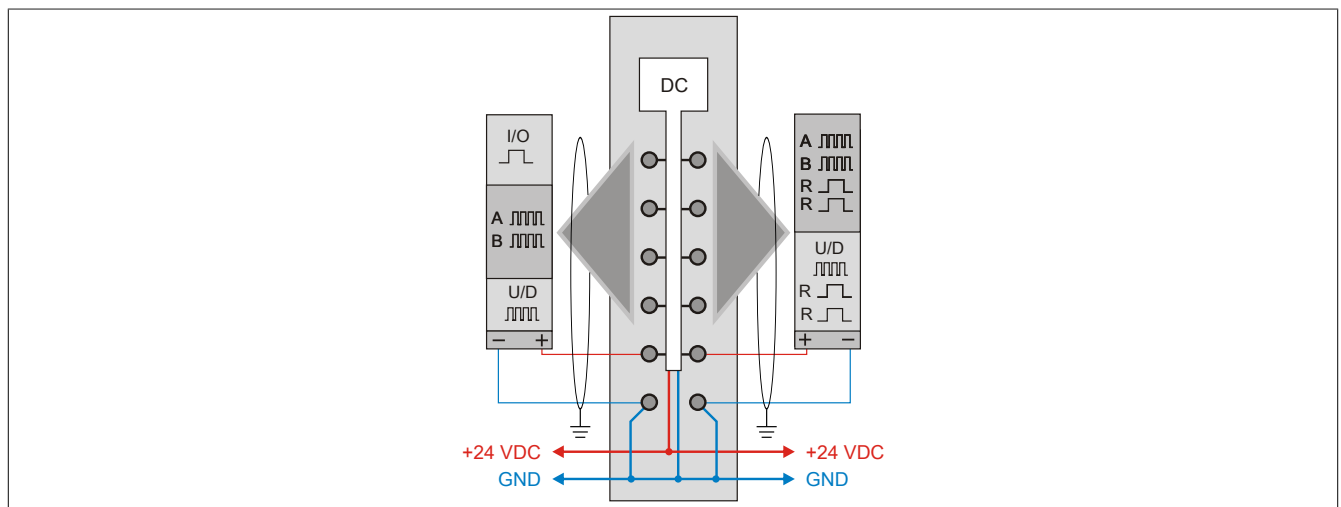 DC
I/O
A
B
U/D
− +
A
B
R
R
U/D
R
R
+ −
+24 VDC
+24 VDC
GND
GND